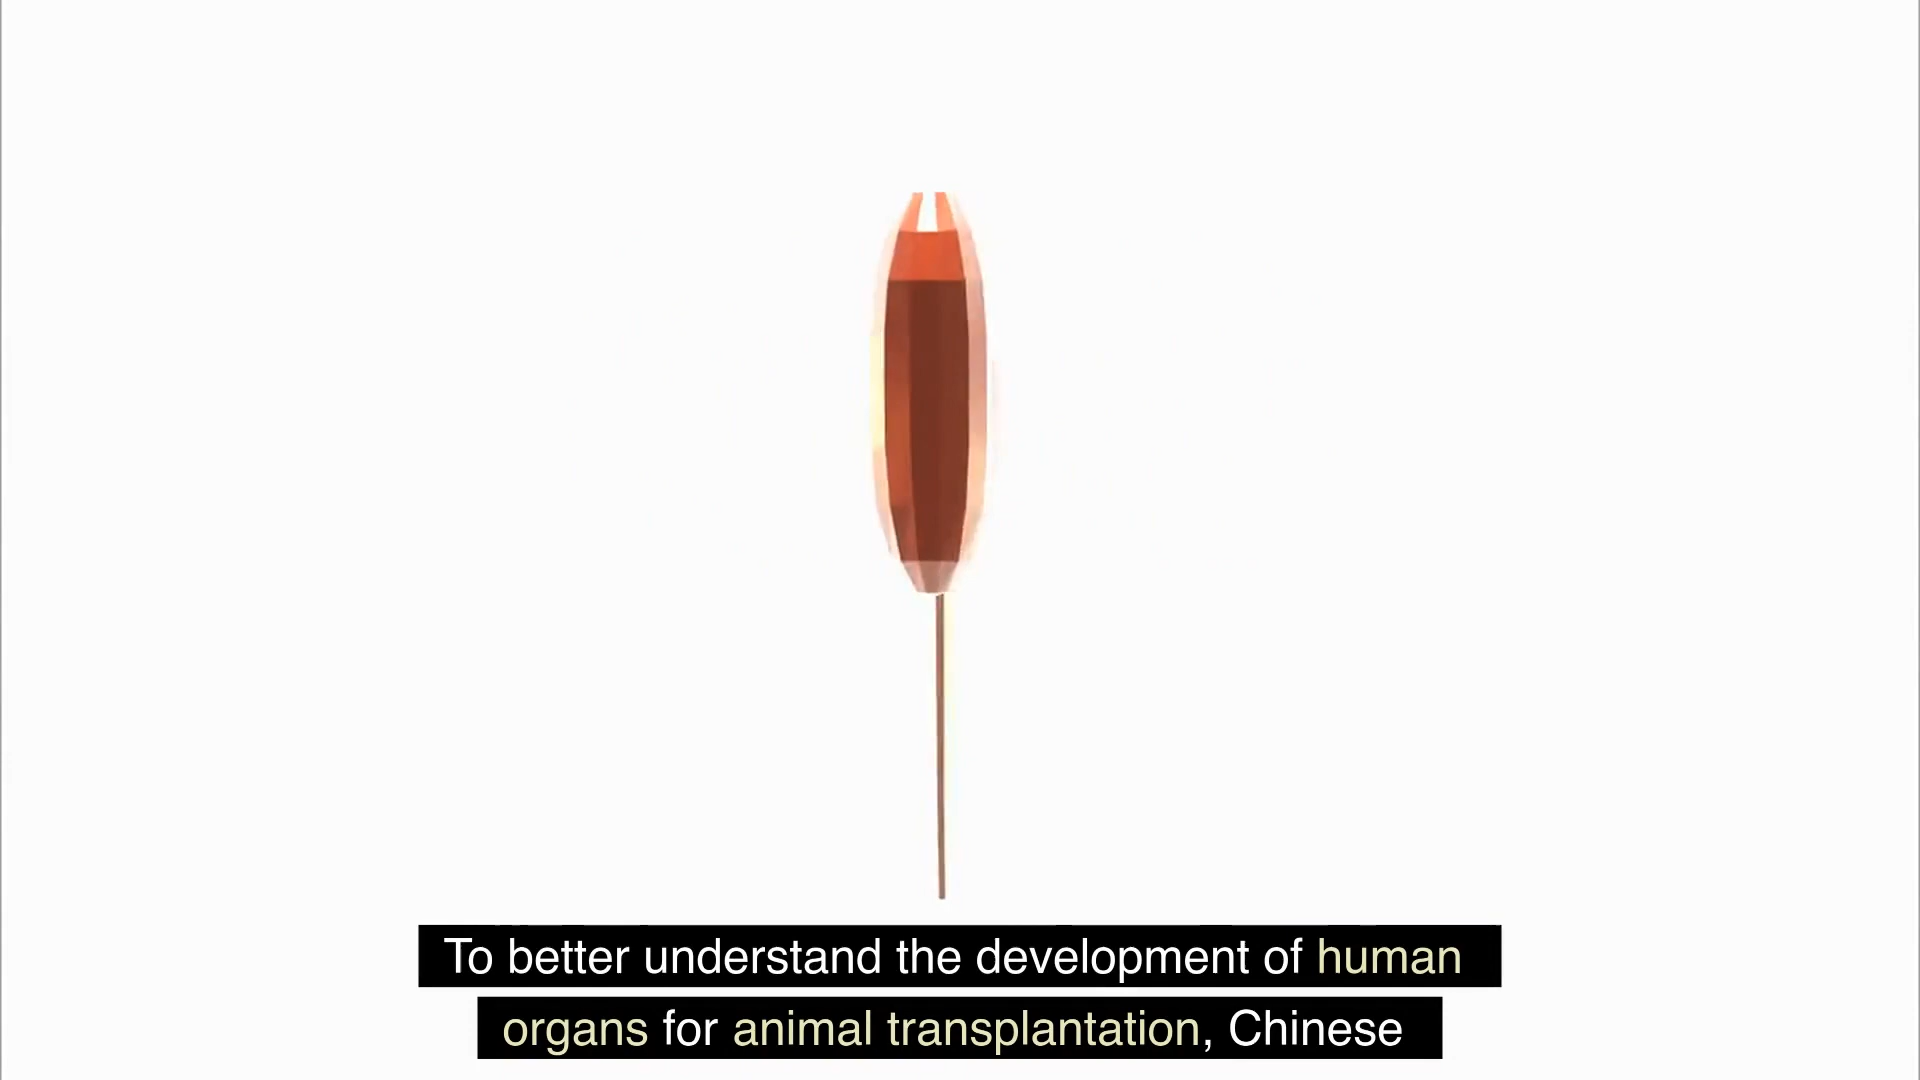 To better understand the development of human
organs for animal transplantation, Chinese